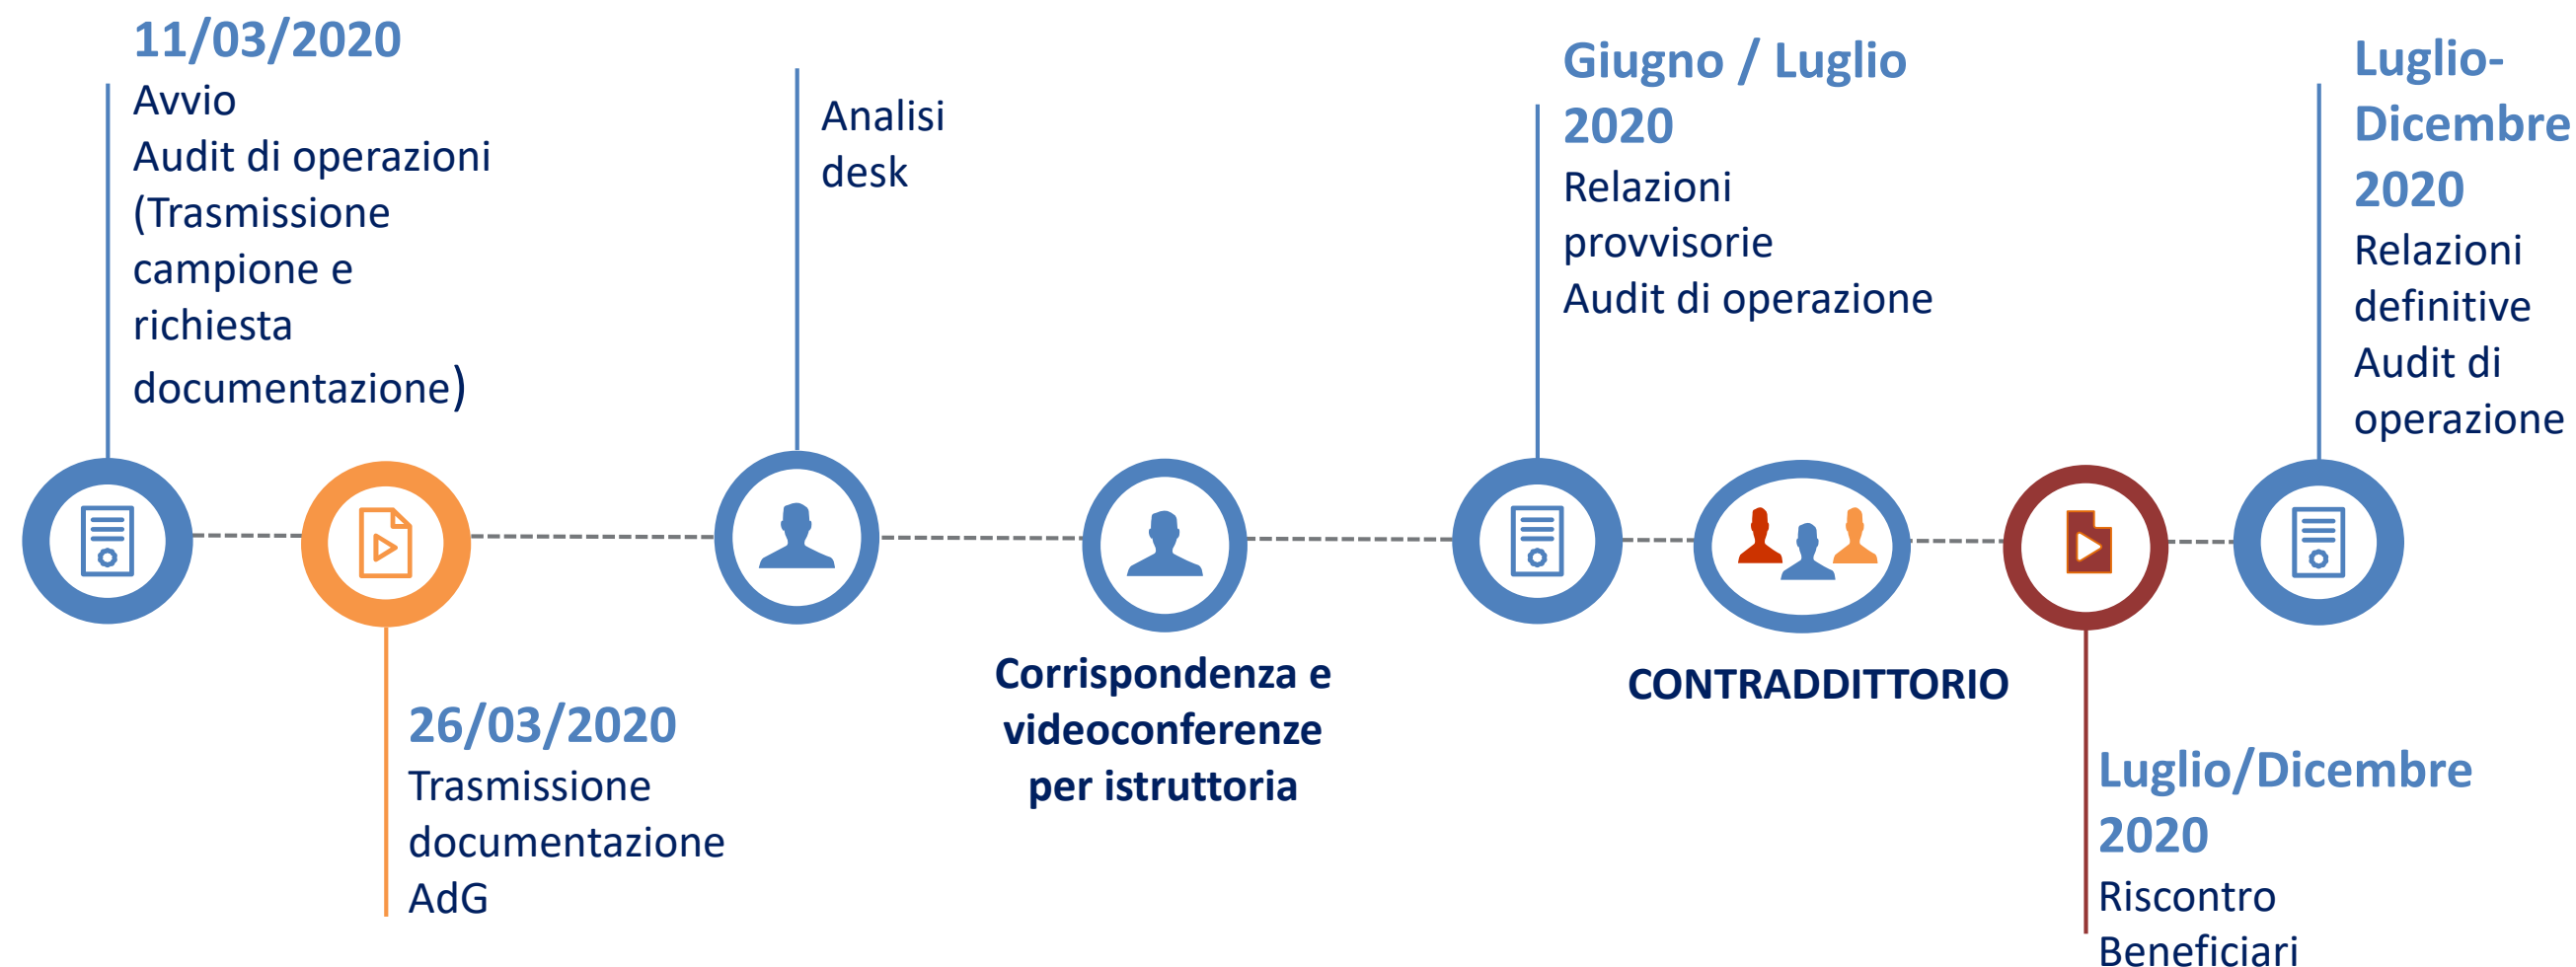 11/03/2020
Avvio
Audit di operazioni
(Trasmissione
campione e
richiesta
documentazione)
26/03/2020
Trasmissione
documentazione
AdG
Analisi
desk
Corrispondenza e
videoconferenze
per istruttoria
Giugno / Luglio
2020
Relazioni
provvisorie
Audit di operazione
CONTRADDITTORIO
Luglio/Dicembre
2020
Riscontro
Beneficiari
Luglio-
Dicembre
2020
Relazioni
definitive
Audit di
operazione